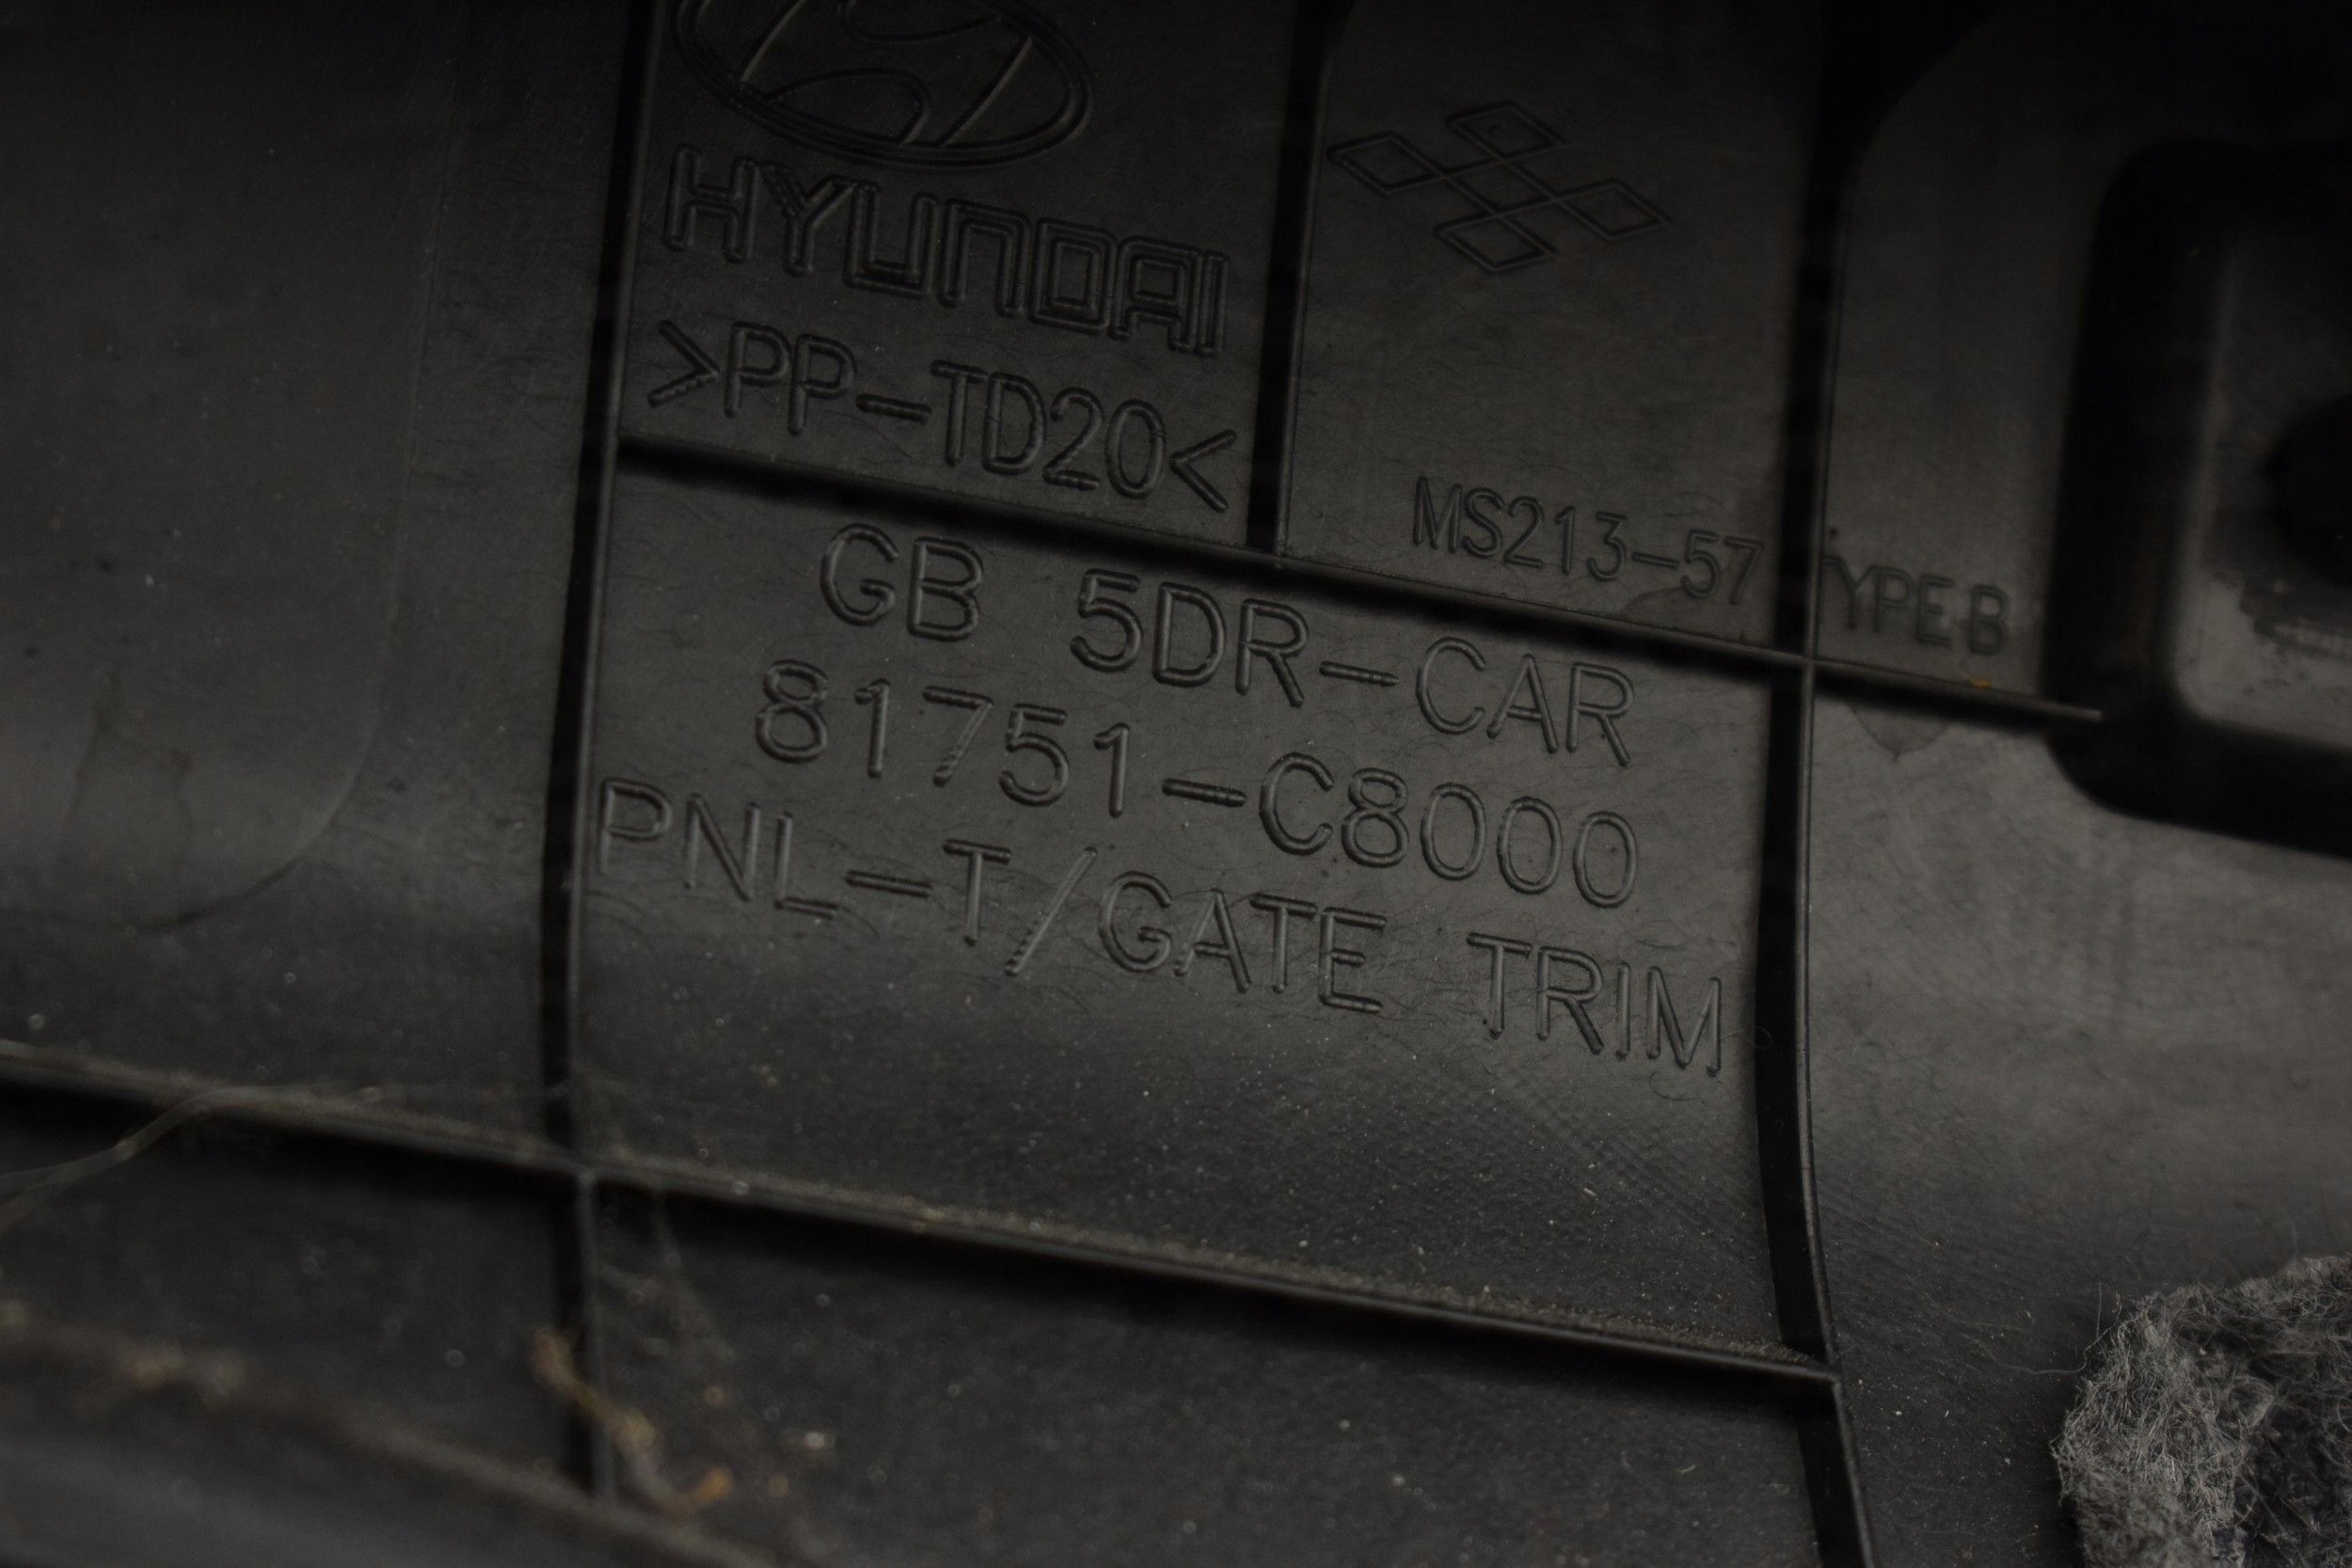 HYUNDAI
>PP-TD20<
MS213-57 TYPE B
GB 5DR-CAR
81751-C8000
PNL-T/GATE TRIM